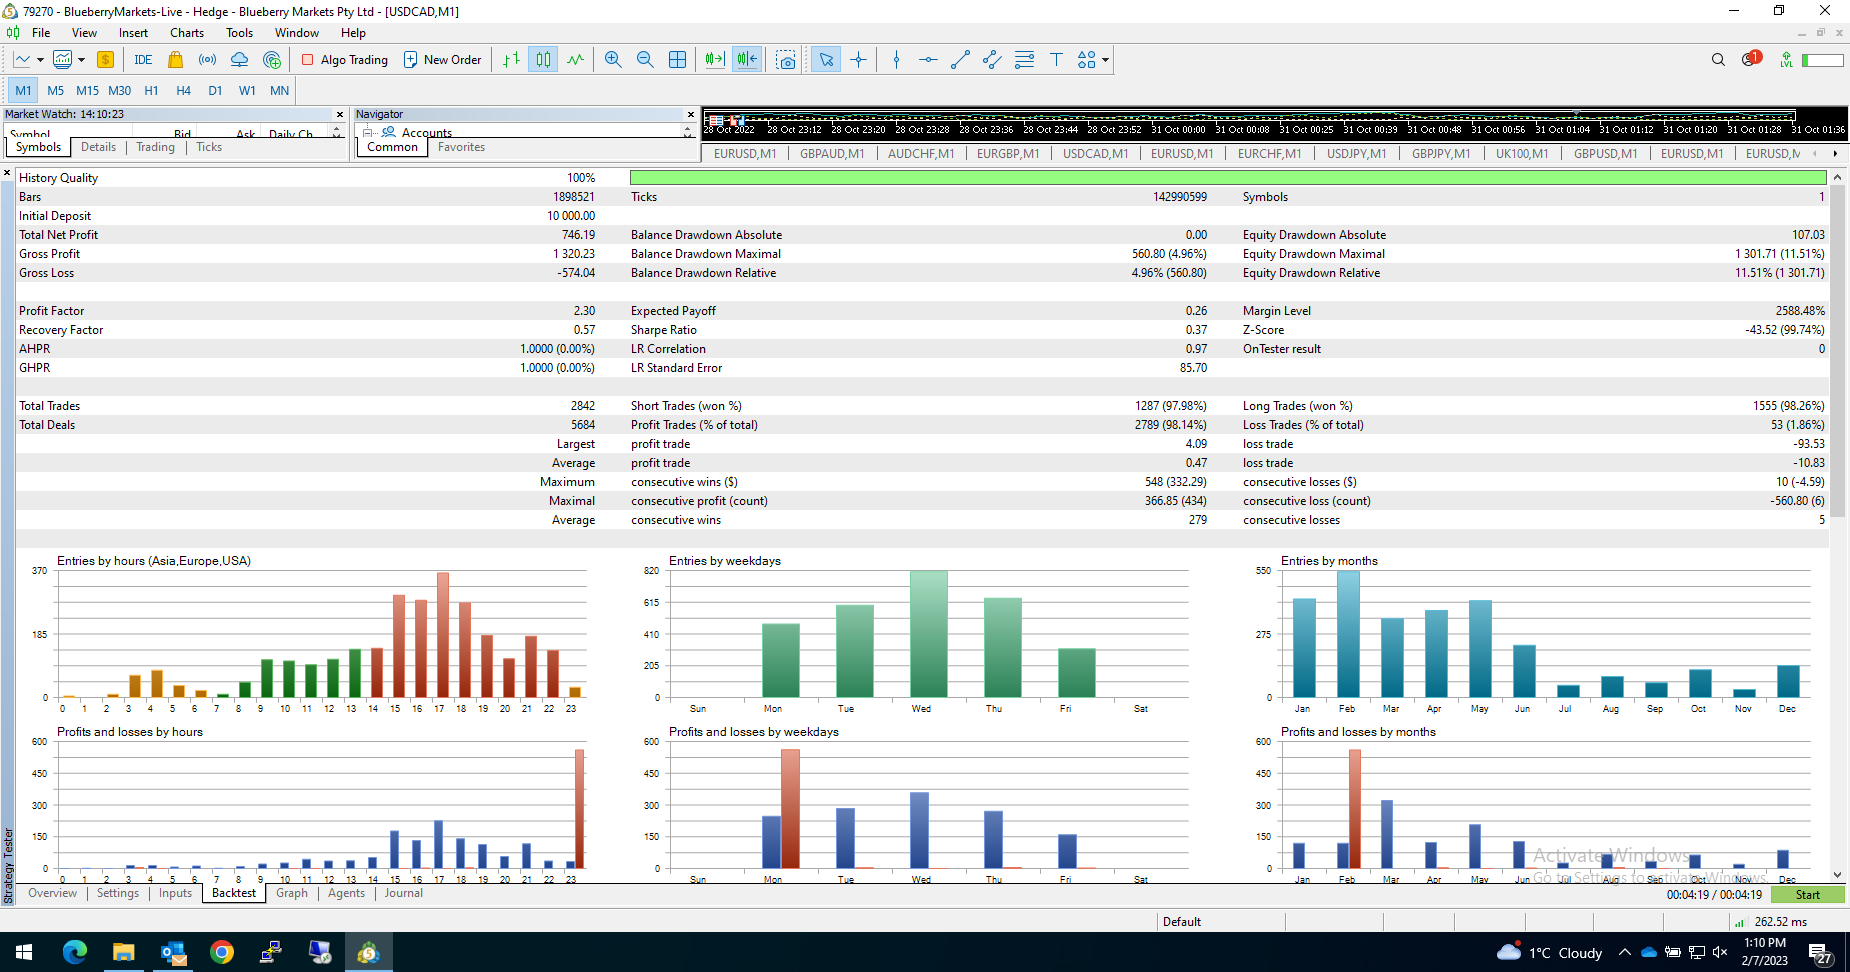 79270 - BlueberryMarkets-Live - Hedge - Blueberry Markets Pty Ltd - [USDCAD,M1]
File View Insert Charts Tools Window Help
IDE Algo Trading New Order 1 LVL
M1 M5 M15 M30 H1 H4 D1 W1 MN
Market Watch: 14:10:23
Symbol Bid Ask Daily Ch...
Symbols Details Trading Ticks
Navigator
Accounts
Common Favorites
28 Oct 2022 28 Oct 23:12 28 Oct 23:20 28 Oct 23:28 28 Oct 23:36 28 Oct 23:44 28 Oct 23:52 31 Oct 00:00 31 Oct 00:08 31 Oct 00:25 31 Oct 00:39 31 Oct 00:48 31 Oct 00:56 31 Oct 01:04 31 Oct 01:12 31 Oct 01:20 31 Oct 01:28 31 Oct 01:36
EURUSD,M1 GBPAUD,M1 AUDCHF,M1 EURGBP,M1 USDCAD,M1 EURUSD,M1 EURCHF,M1 USDJPY,M1 GBPJPY,M1 UK100,M1 GBPUSD,M1 EURUSD,M1 EURUSD,M
History Quality 100%
Bars 1898521 Ticks 142990599 Symbols 1
Initial Deposit 10 000.00
Total Net Profit 746.19 Balance Drawdown Absolute 0.00 Equity Drawdown Absolute 107.03
Gross Profit 1 320.23 Balance Drawdown Maximal 560.80 (4.96%) Equity Drawdown Maximal 1 301.71 (11.51%)
Gross Loss -574.04 Balance Drawdown Relative 4.96% (560.80) Equity Drawdown Relative 11.51% (1 301.71)
Profit Factor 2.30 Expected Payoff 0.26 Margin Level 2588.48%
Recovery Factor 0.57 Sharpe Ratio 0.37 Z-Score -43.52 (99.74%)
AHPR 1.0000 (0.00%) LR Correlation 0.97 OnTester result 0
GHPR 1.0000 (0.00%) LR Standard Error 85.70
Total Trades 2842 Short Trades (won %) 1287 (97.98%) Long Trades (won %) 1555 (98.26%)
Total Deals 5684 Profit Trades (% of total) 2789 (98.14%) Loss Trades (% of total) 53 (1.86%)
Largest profit trade 4.09 loss trade -93.53
Average profit trade 0.47 loss trade -10.83
Maximum consecutive wins ($) 548 (332.29) consecutive losses ($) 10 (-4.59)
Maximal consecutive profit (count) 366.85 (434) consecutive loss (count) -560.80 (6)
Average consecutive wins 279 consecutive losses 5
Entries by hours (Asia,Europe,USA)
370
185
0
0 1 2 3 4 5 6 7 8 9 10 11 12 13 14 15 16 17 18 19 20 21 22 23
Entries by weekdays
820
615
410
205
0
Sun Mon Tue Wed Thu Fri Sat
Entries by months
550
275
0
Jan Feb Mar Apr May Jun Jul Aug Sep Oct Nov Dec
Profits and losses by hours
600
450
300
150
0
0 1 2 3 4 5 6 7 8 9 10 11 12 13 14 15 16 17 18 19 20 21 22 23
Profits and losses by weekdays
600
450
300
150
0
Sun Mon Tue Wed Thu Fri Sat
Profits and losses by months
600
450
300
150
0
Jan Feb Mar Apr May Jun Jul Aug Sep Oct Nov Dec
Activate Windows
Go to Settings to activate Windows.
Strategy Tester
Overview Settings Inputs Backtest Graph Agents Journal
00:04:19 / 00:04:19 Start
Default 262.52 ms
1°C Cloudy
1:10 PM
2/7/2023
27